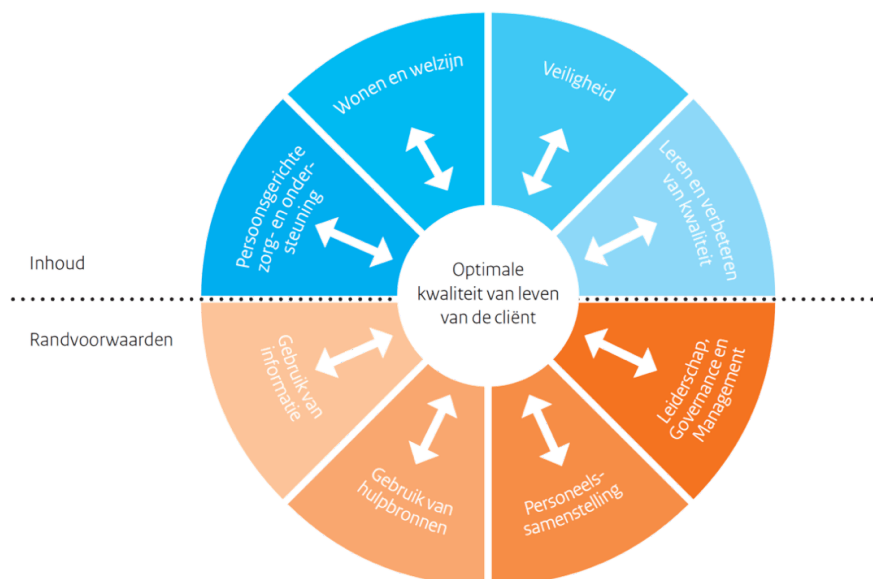 Wonen en welzijn
Veiligheid
Persoonsgerichte
zorg- en onder-
steuning
Leren en verbeteren
van kwaliteit
Inhoud
Optimale
kwaliteit van leven
van de cliënt
Randvoorwaarden
Gebruik van
informatie
Leiderschap,
Governance en
Management
Gebruik van
hulpbronnen
Personeels-
samenstelling